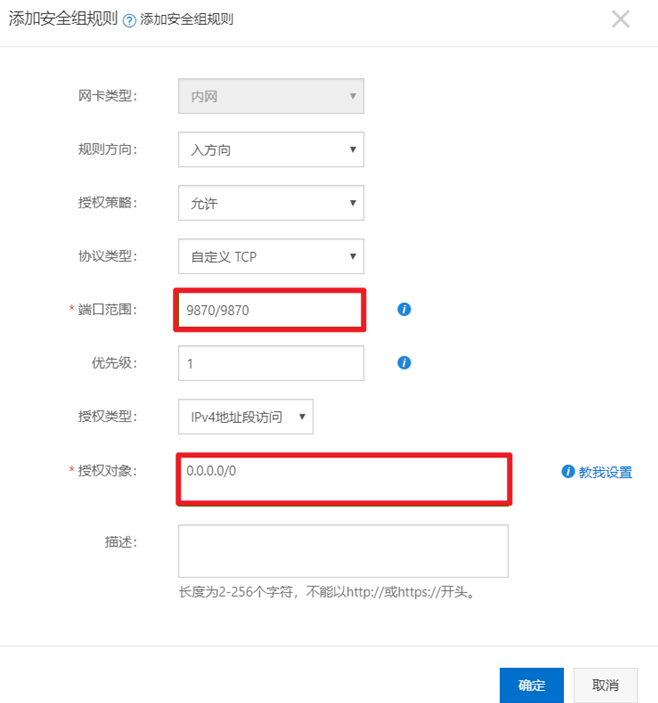 添加安全组规则 ? 添加安全组规则
网卡类型： 内网
规则方向： 入方向
授权策略： 允许
协议类型： 自定义 TCP
* 端口范围： 9870/9870
优先级： 1
授权类型： IPv4地址段访问
* 授权对象： 0.0.0.0/0 教我设置
描述：
长度为2-256个字符，不能以http://或https://开头。
确定 取消